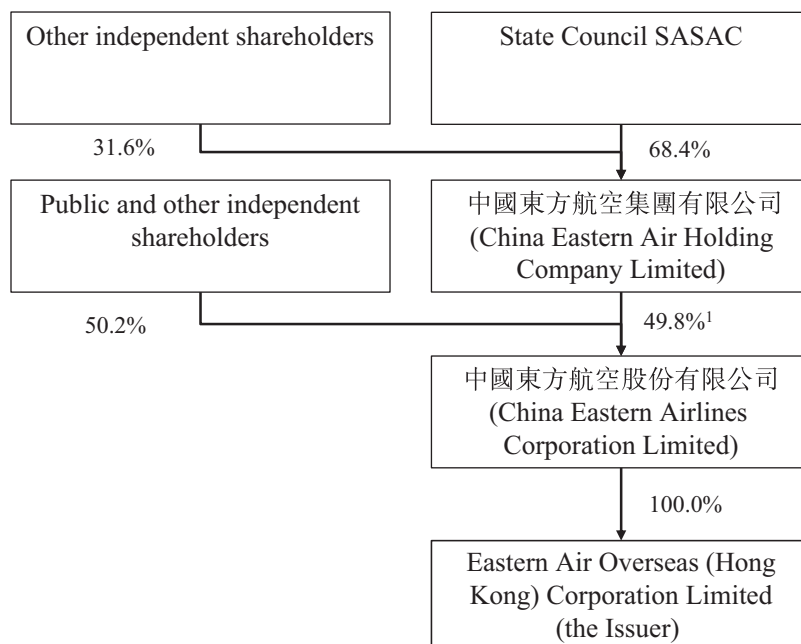 Other independent shareholders
State Council SASAC
31.6%
68.4%
Public and other independent
shareholders
中國東方航空集團有限公司
(China Eastern Air Holding
Company Limited)
50.2%
49.8%1
中國東方航空股份有限公司
(China Eastern Airlines
Corporation Limited)
100.0%
Eastern Air Overseas (Hong
Kong) Corporation Limited
(the Issuer)